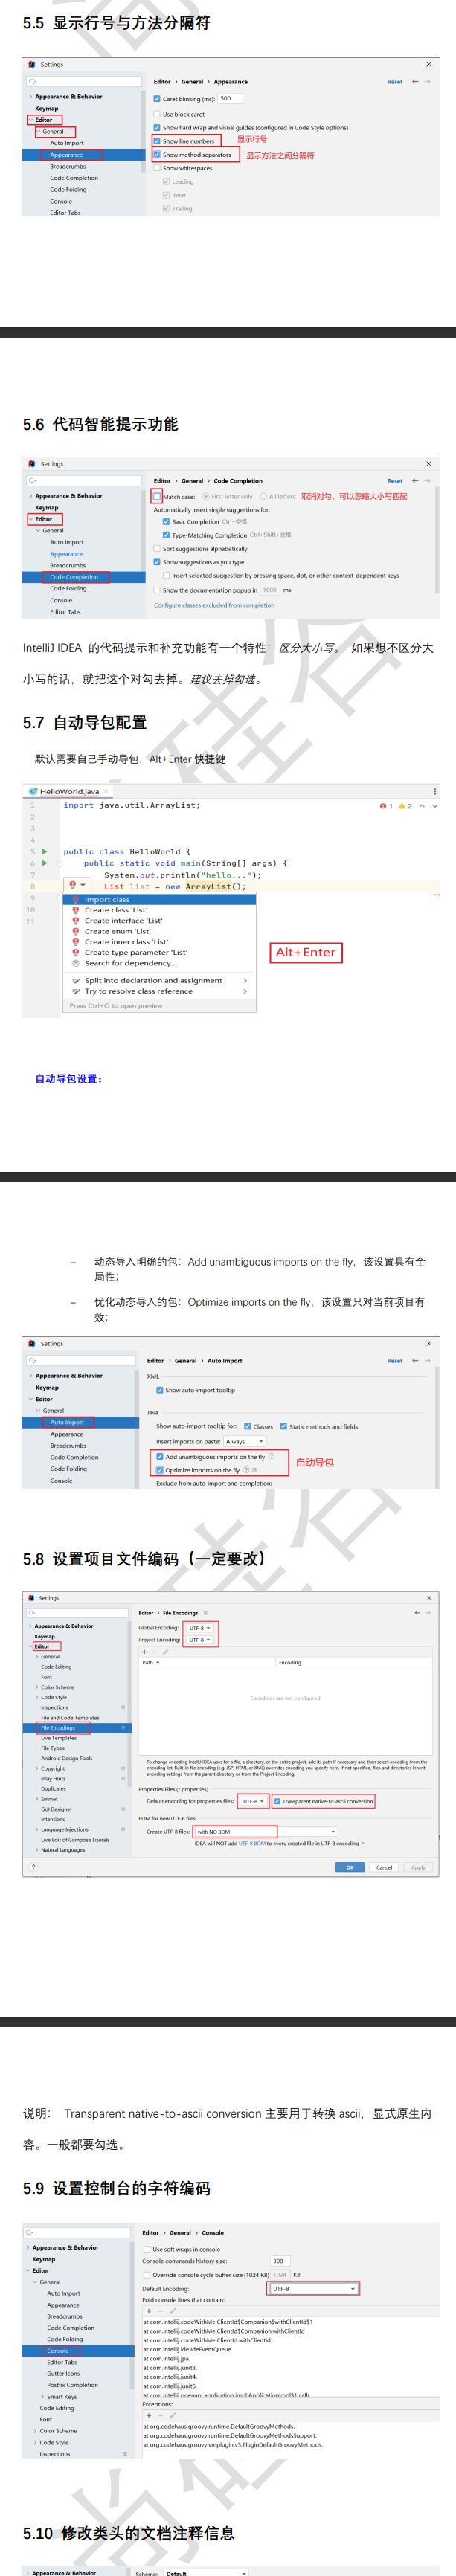 5.5 显示行号与方法分隔符
Settings
Editor › General › Appearance
Reset
Appearance & Behavior
Keymap
Editor
General
Auto Import
Appearance
Breadcrumbs
Code Completion
Code Folding
Console
Editor Tabs
Caret blinking (ms): 500
Use block caret
Show hard wrap and visual guides (configured in Code Style options)
Show line numbers 显示行号
Show method separators 显示方法之间分隔符
Show whitespaces
Leading
Inner
Trailing
5.6 代码智能提示功能
Settings
Editor › General › Code Completion
Reset
Appearance & Behavior
Keymap
Editor
General
Auto Import
Appearance
Breadcrumbs
Code Completion
Code Folding
Console
Editor Tabs
Match case: First letter only All letters 取消对勾，可以忽略大小写匹配
Automatically insert single suggestions for:
Basic Completion Ctrl+空格
Type-Matching Completion Ctrl+Shift+空格
Sort suggestions alphabetically
Show suggestions as you type
Insert selected suggestion by pressing space, dot, or other context-dependent keys
Show the documentation popup in 1000 ms
Configure classes excluded from completion
IntelliJ IDEA 的代码提示和补充功能有一个特性：区分大小写。 如果想不区分大
小写的话，就把这个对勾去掉。建议去掉勾选。
5.7 自动导包配置
默认需要自己手动导包，Alt+Enter 快捷键
HelloWorld.java
1 import java.util.ArrayList;
1 2
2
3
4
5 public class HelloWorld {
6 public static void main(String[] args) {
7 System.out.println("hello...");
8 List list = new ArrayList();
9 Import class
10 Create class 'List'
11 Create interface 'List'
Create enum 'List'
Create inner class 'List'
Create type parameter 'List'
Search for dependency...
Split into declaration and assignment
Try to resolve class reference
Press Ctrl+Q to open preview
Alt+Enter
自动导包设置：
– 动态导入明确的包：Add unambiguous imports on the fly，该设置具有全
局性；
– 优化动态导入的包：Optimize imports on the fly，该设置只对当前项目有
效；
Settings
Editor › General › Auto Import
Reset
Appearance & Behavior
Keymap
Editor
General
Auto Import
Appearance
Breadcrumbs
Code Completion
Code Folding
Console
XML
Show auto-import tooltip
Java
Show auto-import tooltip for: Classes Static methods and fields
Insert imports on paste: Always
Add unambiguous imports on the fly
Optimize imports on the fly
自动导包
Exclude from auto-import and completion:
5.8 设置项目文件编码（一定要改）
Settings
Editor › File Encodings
Appearance & Behavior
Keymap
Editor
General
Code Editing
Font
Color Scheme
Code Style
Inspections
File and Code Templates
File Encodings
Live Templates
File Types
Android Design Tools
Copyright
Inlay Hints
Duplicates
Emmet
GUI Designer
Intentions
Language Injections
Live Edit of Compose Literals
Natural Languages
Global Encoding: UTF-8
Project Encoding: UTF-8
Path
Encoding
Encodings are not configured
To change encoding IntelliJ IDEA uses for a file, a directory, or the entire project, add its path if necessary and then select encoding from the
encoding list. Built-in file encoding (e.g. JSP, HTML or XML) overrides encoding you specify here. If not specified, files and directories inherit
encoding settings from the parent directory or from the Project Encoding.
Properties Files (*.properties)
Default encoding for properties files: UTF-8 Transparent native-to-ascii conversion
BOM for new UTF-8 files
Create UTF-8 files: with NO BOM
IDEA will NOT add UTF-8 BOM to every created file in UTF-8 encoding
?
OK
Cancel
Apply
说明： Transparent native-to-ascii conversion 主要用于转换 ascii，显式原生内
容。一般都要勾选。
5.9 设置控制台的字符编码
Editor › General › Console
Appearance & Behavior
Keymap
Editor
General
Auto Import
Appearance
Breadcrumbs
Code Completion
Code Folding
Console
Editor Tabs
Gutter Icons
Postfix Completion
Smart Keys
Code Editing
Font
Color Scheme
Code Style
Inspections
Use soft wraps in console
Console commands history size: 300
Override console cycle buffer size (1024 KB) 1024 KB
Default Encoding: UTF-8
Fold console lines that contain:
at com.intellij.codeWithMe.ClientId$Companion$withClientId$1
at com.intellij.codeWithMe.ClientId$Companion.withClientId
at com.intellij.codeWithMe.ClientId.withClientId
at com.intellij.ide.IdeEventQueue
at com.intellij.jpa.
at com.intellij.junit3.
at com.intellij.junit4.
at com.intellij.junit5.
at com.intellij.openapi.application.impl.ApplicationImpl$1.call(
Exceptions:
at org.codehaus.groovy.runtime.DefaultGroovyMethods.
at org.codehaus.groovy.runtime.DefaultGroovyMethodsSupport.
at org.codehaus.groovy.vmplugin.v5.PluginDefaultGroovyMethods.
5.10 修改类头的文档注释信息
Appearance & Behavior
Scheme: Default